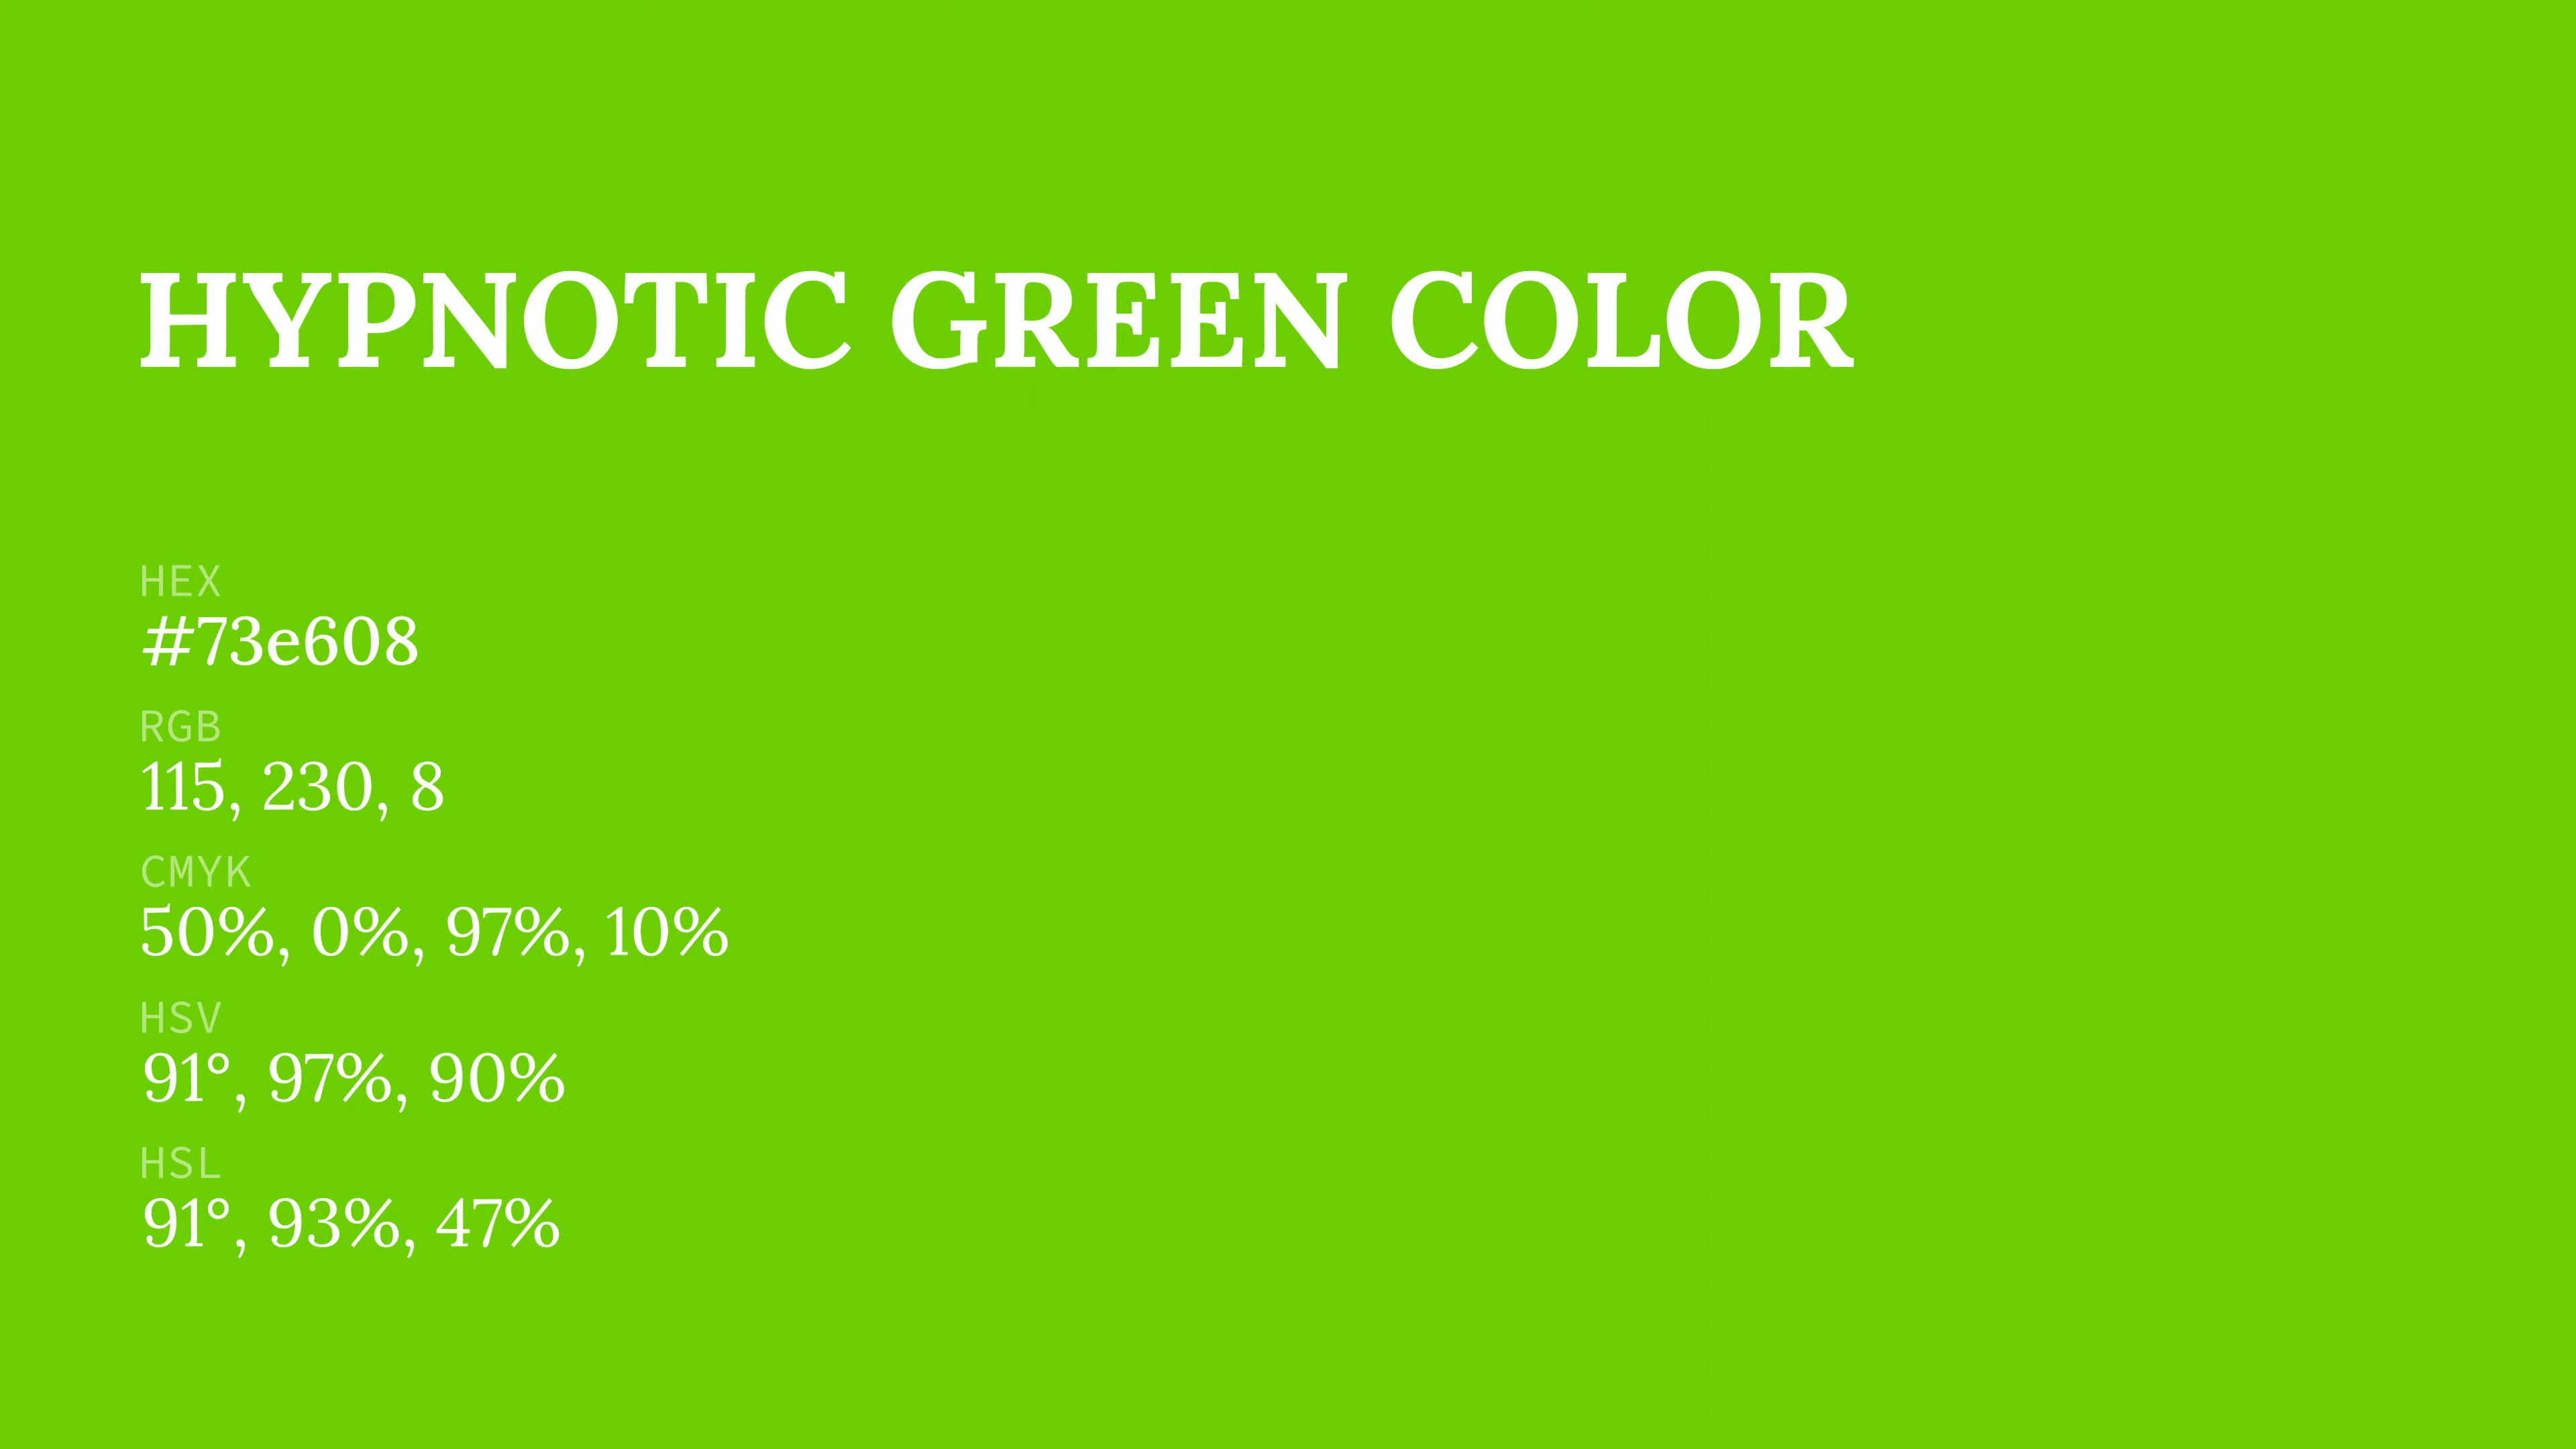 HYPNOTIC GREEN COLOR
HEX
#73e608
RGB
115, 230, 8
CMYK
50%, 0%, 97%, 10%
HSV
91°, 97%, 90%
HSL
91°, 93%, 47%